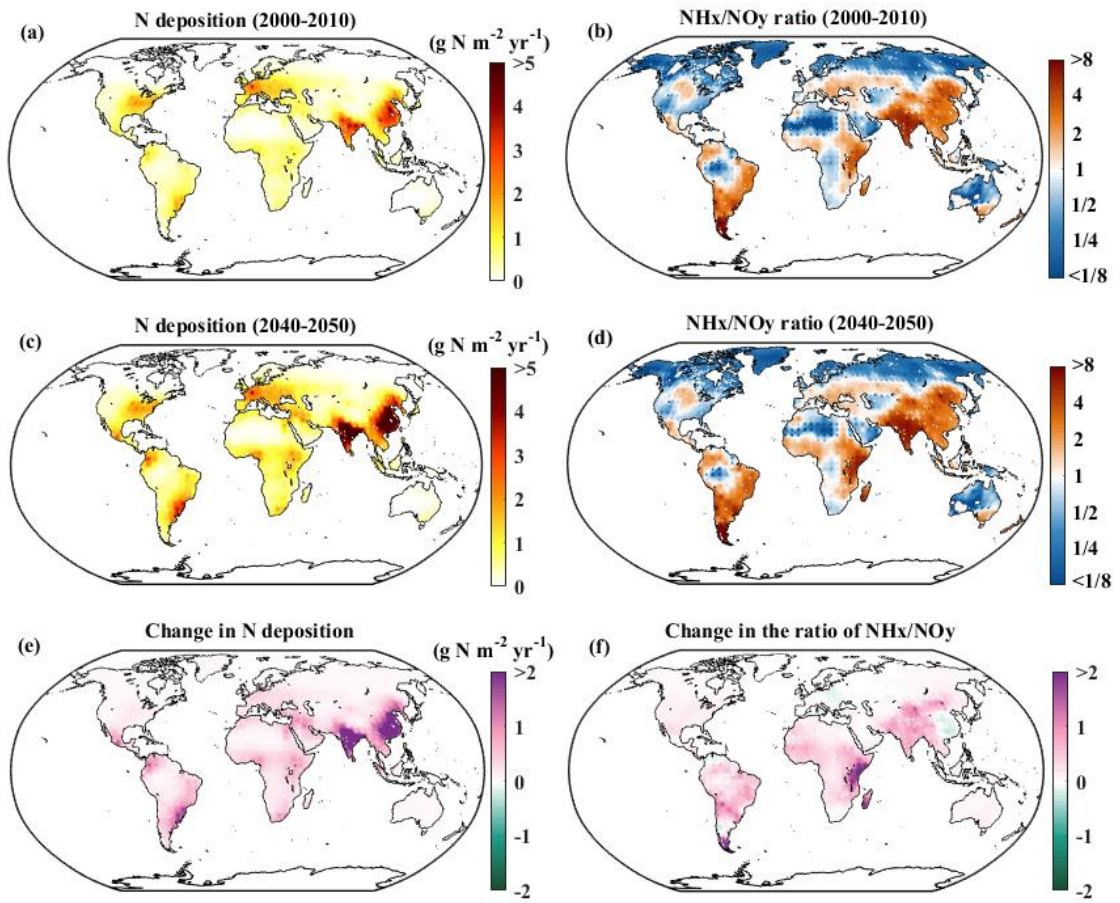 N deposition (2000-2010)
NHx/NOy ratio (2000-2010)
(a)
(g N m⁻² yr⁻¹)
(b)
>5
4
3
2
1
0
>8
4
2
1
1/2
1/4
<1/8
N deposition (2040-2050)
NHx/NOy ratio (2040-2050)
(c)
(g N m⁻² yr⁻¹)
(d)
>5
4
3
2
1
0
>8
4
2
1
1/2
1/4
<1/8
Change in N deposition
Change in the ratio of NHx/NOy
(e)
(g N m⁻² yr⁻¹)
(f)
>2
1
0
-1
-2
>2
1
0
-1
-2